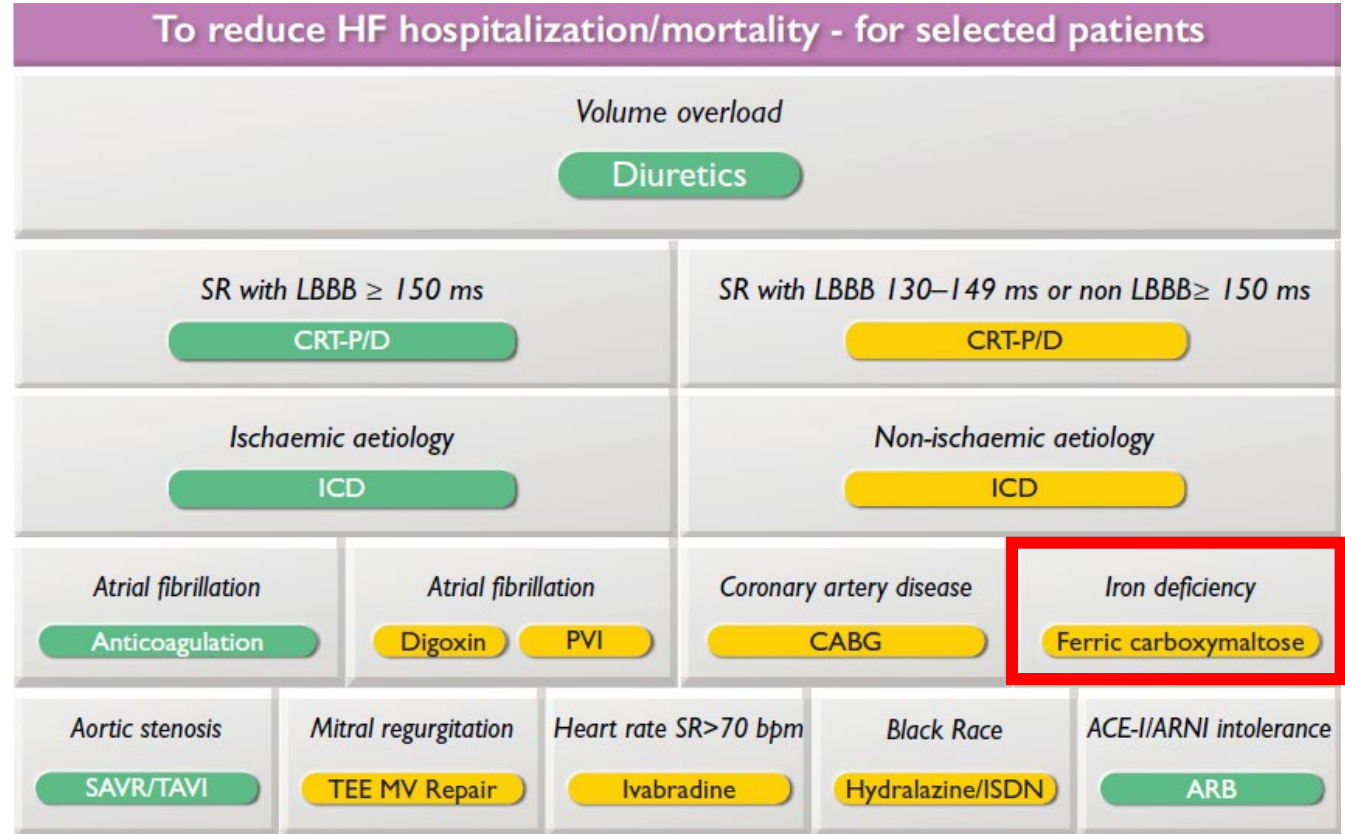 To reduce HF hospitalization/mortality - for selected patients
Volume overload
Diuretics
SR with LBBB ≥ 150 ms
CRT-P/D
SR with LBBB 130–149 ms or non LBBB≥ 150 ms
CRT-P/D
Ischaemic aetiology
ICD
Non-ischaemic aetiology
ICD
Atrial fibrillation
Anticoagulation
Atrial fibrillation
Digoxin
PVI
Coronary artery disease
CABG
Iron deficiency
Ferric carboxymaltose
Aortic stenosis
SAVR/TAVI
Mitral regurgitation
TEE MV Repair
Heart rate SR>70 bpm
Ivabradine
Black Race
Hydralazine/ISDN
ACE-I/ARNI intolerance
ARB